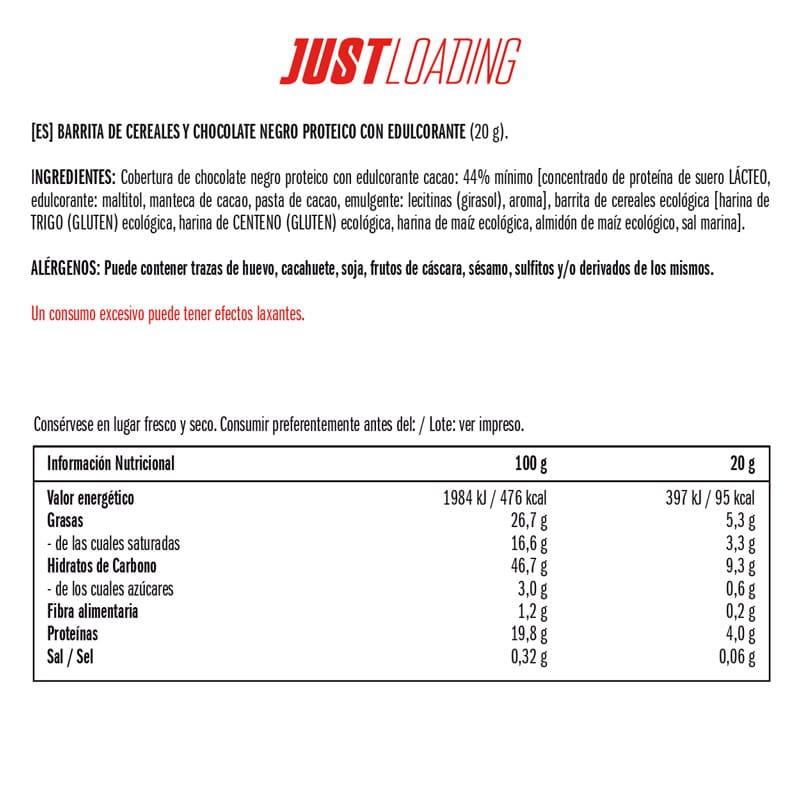 JUST LOADING
[ES] BARRITA DE CEREALES Y CHOCOLATE NEGRO PROTEICO CON EDULCORANTE (20 g).
INGREDIENTES: Cobertura de chocolate negro proteico con edulcorante cacao: 44% mínimo [concentrado de proteína de suero LÁCTEO,
edulcorante: maltitol, manteca de cacao, pasta de cacao, emulgente: lecitinas (girasol), aroma], barrita de cereales ecológica [harina de
TRIGO (GLUTEN) ecológica, harina de CENTENO (GLUTEN) ecológica, harina de maíz ecológica, almidón de maíz ecológico, sal marina].
ALÉRGENOS: Puede contener trazas de huevo, cacahuete, soja, frutos de cáscara, sésamo, sulfitos y/o derivados de los mismos.
Un consumo excesivo puede tener efectos laxantes.
Consérvese en lugar fresco y seco. Consumir preferentemente antes del: / Lote: ver impreso.
Información Nutricional 100 g 20 g
Valor energético 1984 kJ / 476 kcal 397 kJ / 95 kcal
Grasas 26,7 g 5,3 g
- de las cuales saturadas 16,6 g 3,3 g
Hidratos de Carbono 46,7 g 9,3 g
- de los cuales azúcares 3,0 g 0,6 g
Fibra alimentaria 1,2 g 0,2 g
Proteínas 19,8 g 4,0 g
Sal / Sel 0,32 g 0,06 g